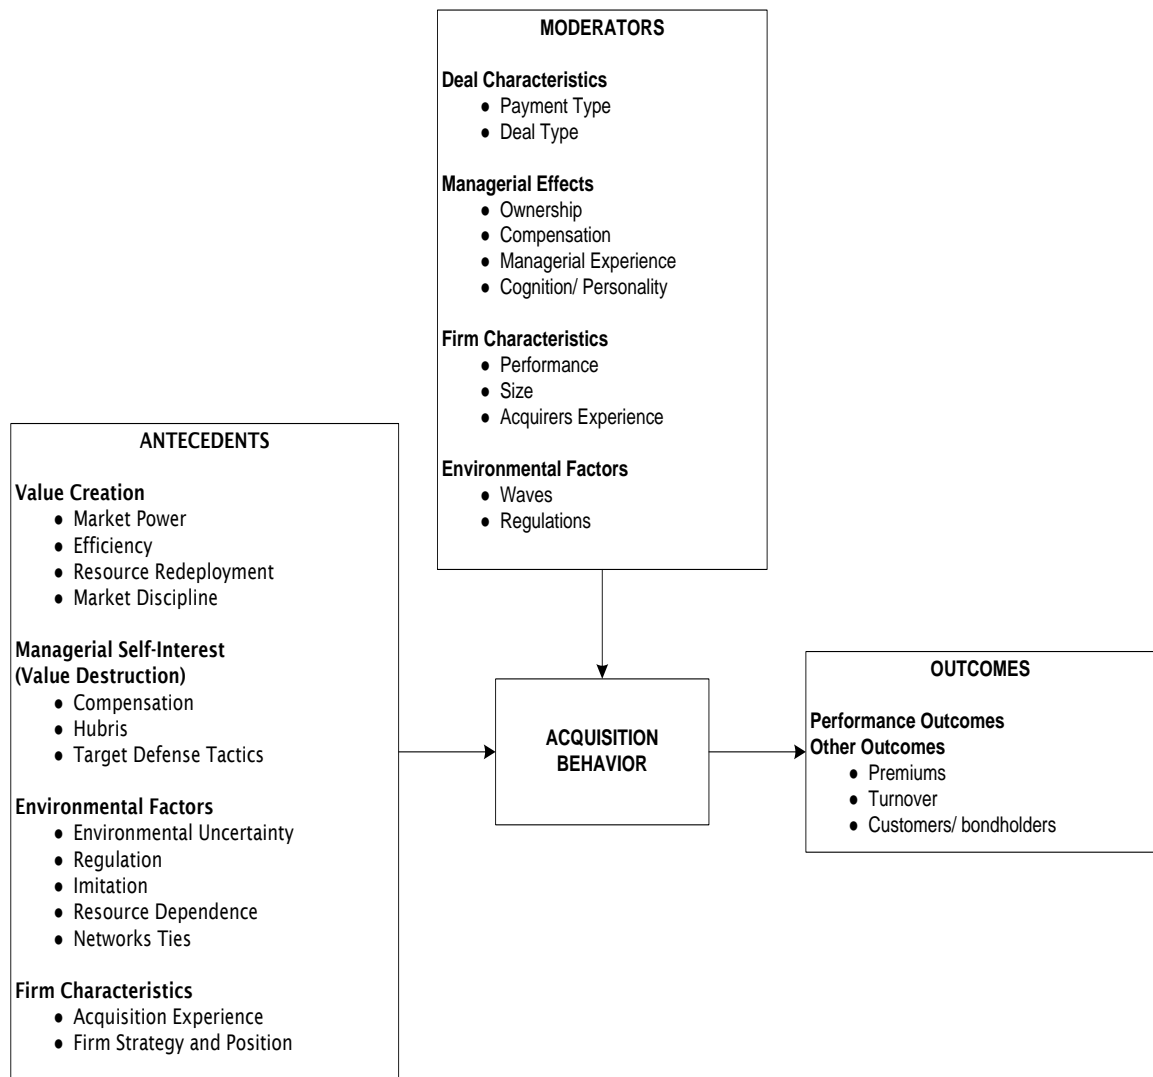 MODERATORS
Deal Characteristics
● Payment Type
● Deal Type
Managerial Effects
● Ownership
● Compensation
● Managerial Experience
● Cognition/ Personality
Firm Characteristics
● Performance
● Size
● Acquirers Experience
Environmental Factors
● Waves
● Regulations
ANTECEDENTS
Value Creation
● Market Power
● Efficiency
● Resource Redeployment
● Market Discipline
Managerial Self-Interest
(Value Destruction)
● Compensation
● Hubris
● Target Defense Tactics
Environmental Factors
● Environmental Uncertainty
● Regulation
● Imitation
● Resource Dependence
● Networks Ties
Firm Characteristics
● Acquisition Experience
● Firm Strategy and Position
ACQUISITION
BEHAVIOR
OUTCOMES
Performance Outcomes
Other Outcomes
● Premiums
● Turnover
● Customers/ bondholders